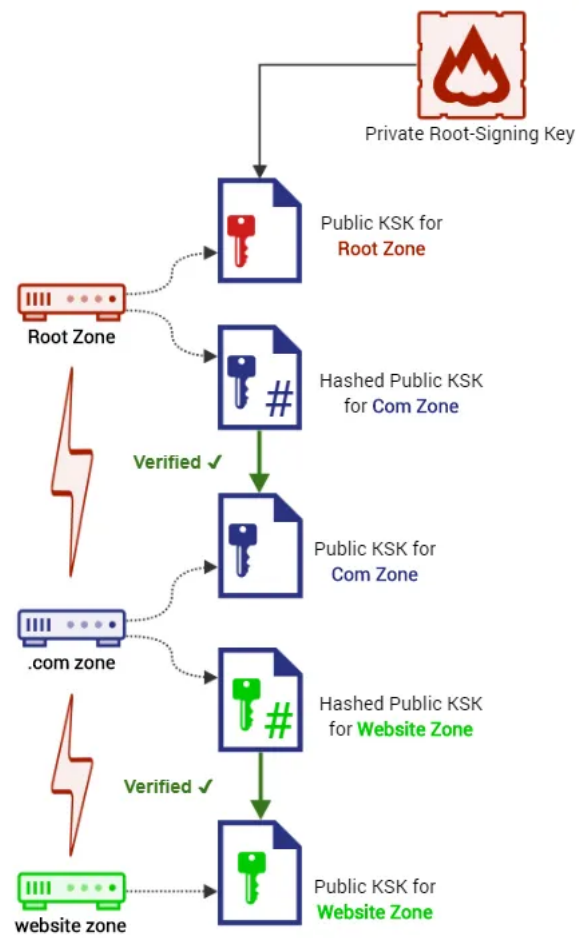 Private Root-Signing Key
Public KSK for
Root Zone
Root Zone
Hashed Public KSK
#
for Com Zone
Verified ✓
Public KSK for
Com Zone
.com zone
Hashed Public KSK
#
for Website Zone
Verified ✓
Public KSK for
Website Zone
website zone